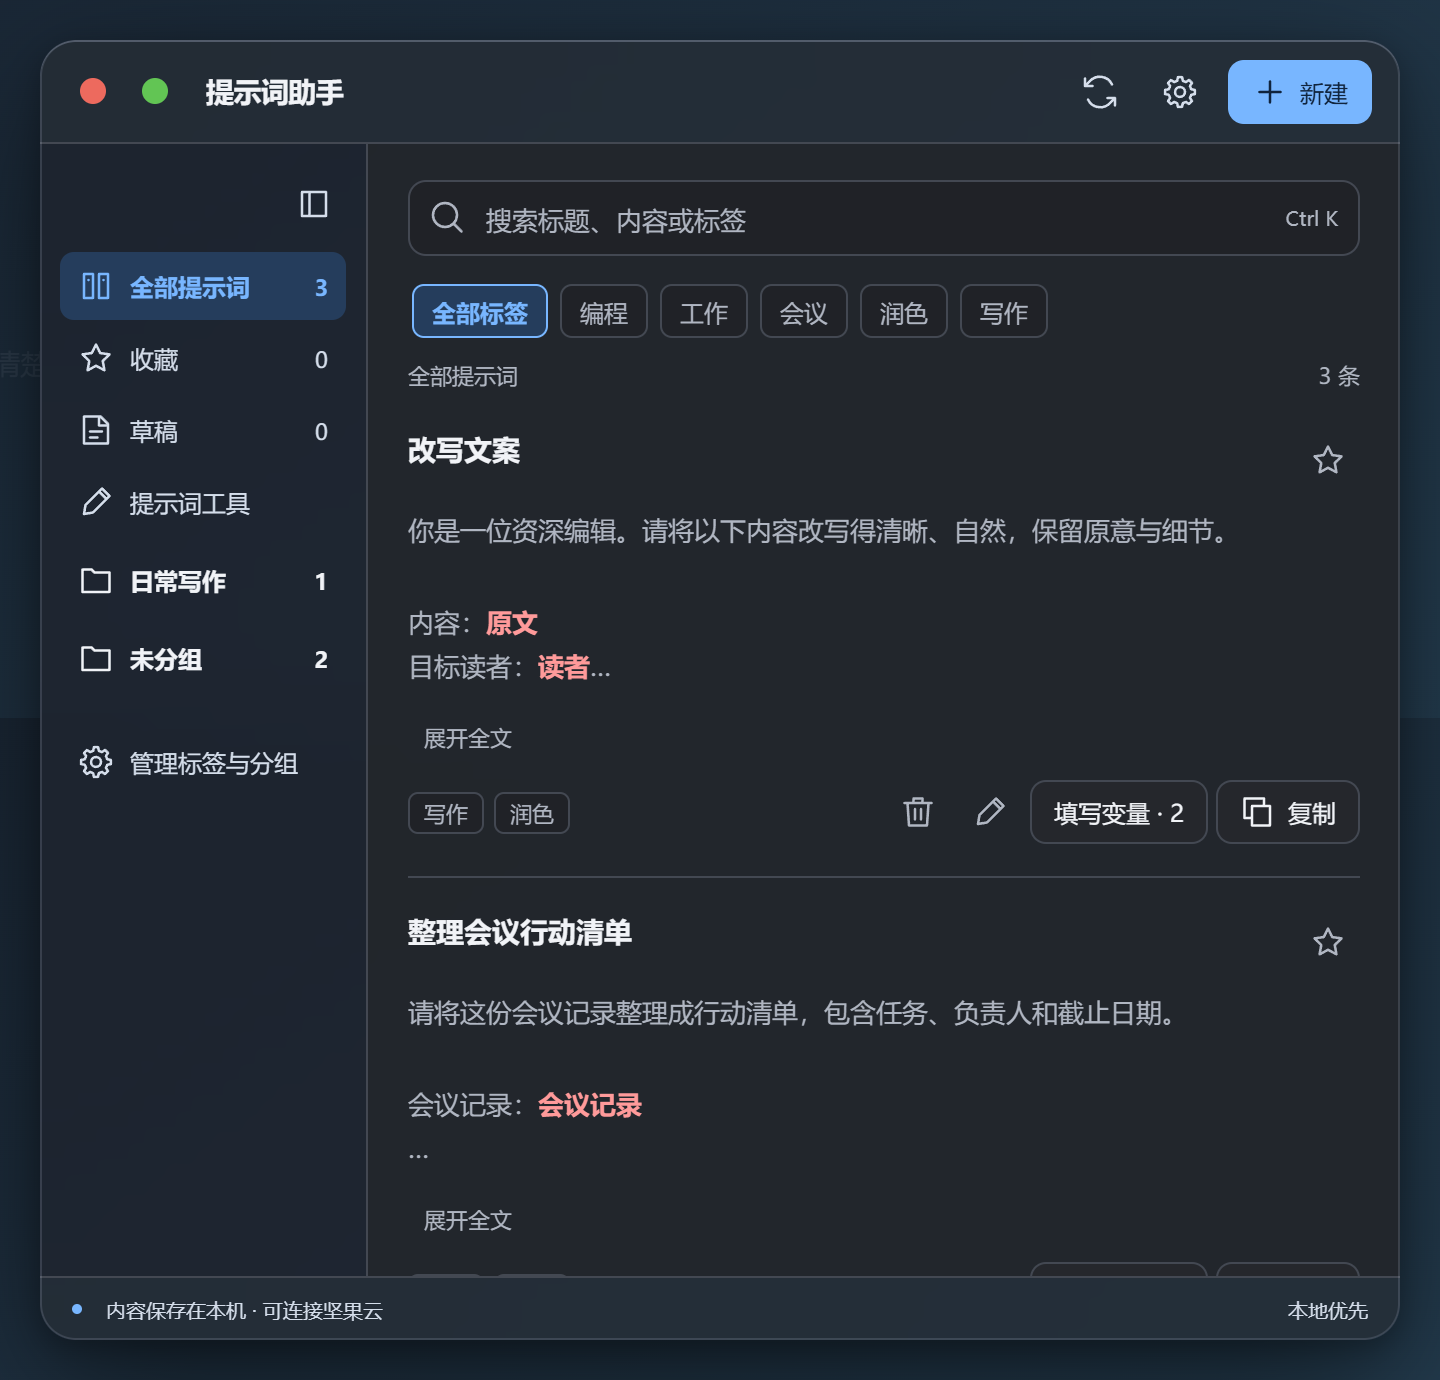 提示词助手
新建
搜索标题、内容或标签 Ctrl K
全部提示词 3
收藏 0
草稿 0
提示词工具
日常写作 1
未分组 2
管理标签与分组
全部标签 编程 工作 会议 润色 写作
全部提示词 3 条
改写文案
你是一位资深编辑。请将以下内容改写得清晰、自然，保留原意与细节。
内容：原文
目标读者：读者...
展开全文
写作 润色 填写变量 · 2 复制
整理会议行动清单
请将这份会议记录整理成行动清单，包含任务、负责人和截止日期。
会议记录：会议记录
...
展开全文
内容保存在本机 · 可连接坚果云 本地优先